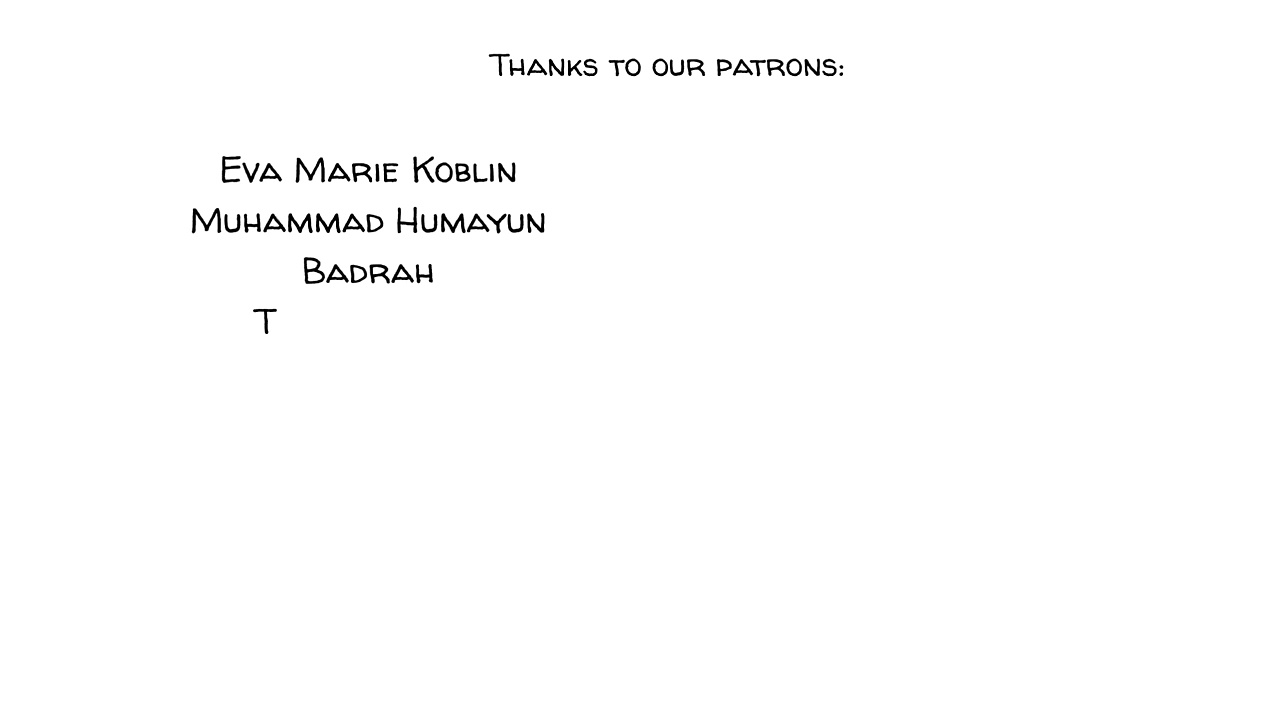 Thanks to our patrons:
Eva Marie Koblin
Muhammad Humayun
Badrah
T